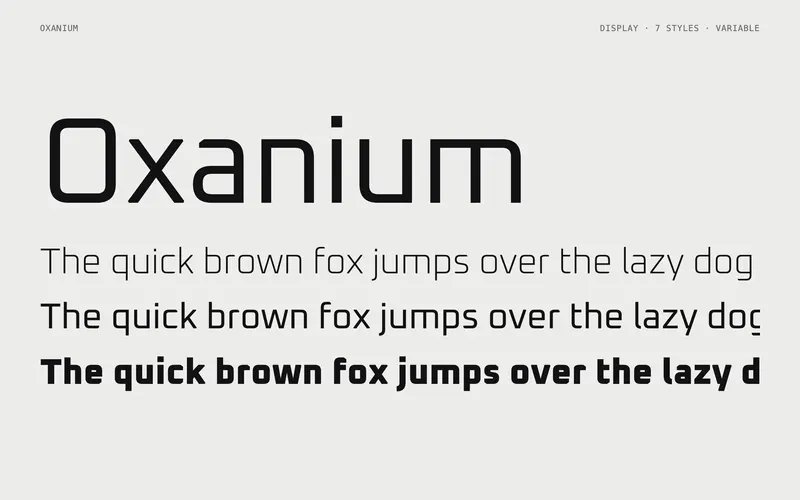 OXANIUM
DISPLAY · 7 STYLES · VARIABLE
Oxanium
The quick brown fox jumps over the lazy dog
The quick brown fox jumps over the lazy dog
The quick brown fox jumps over the lazy d